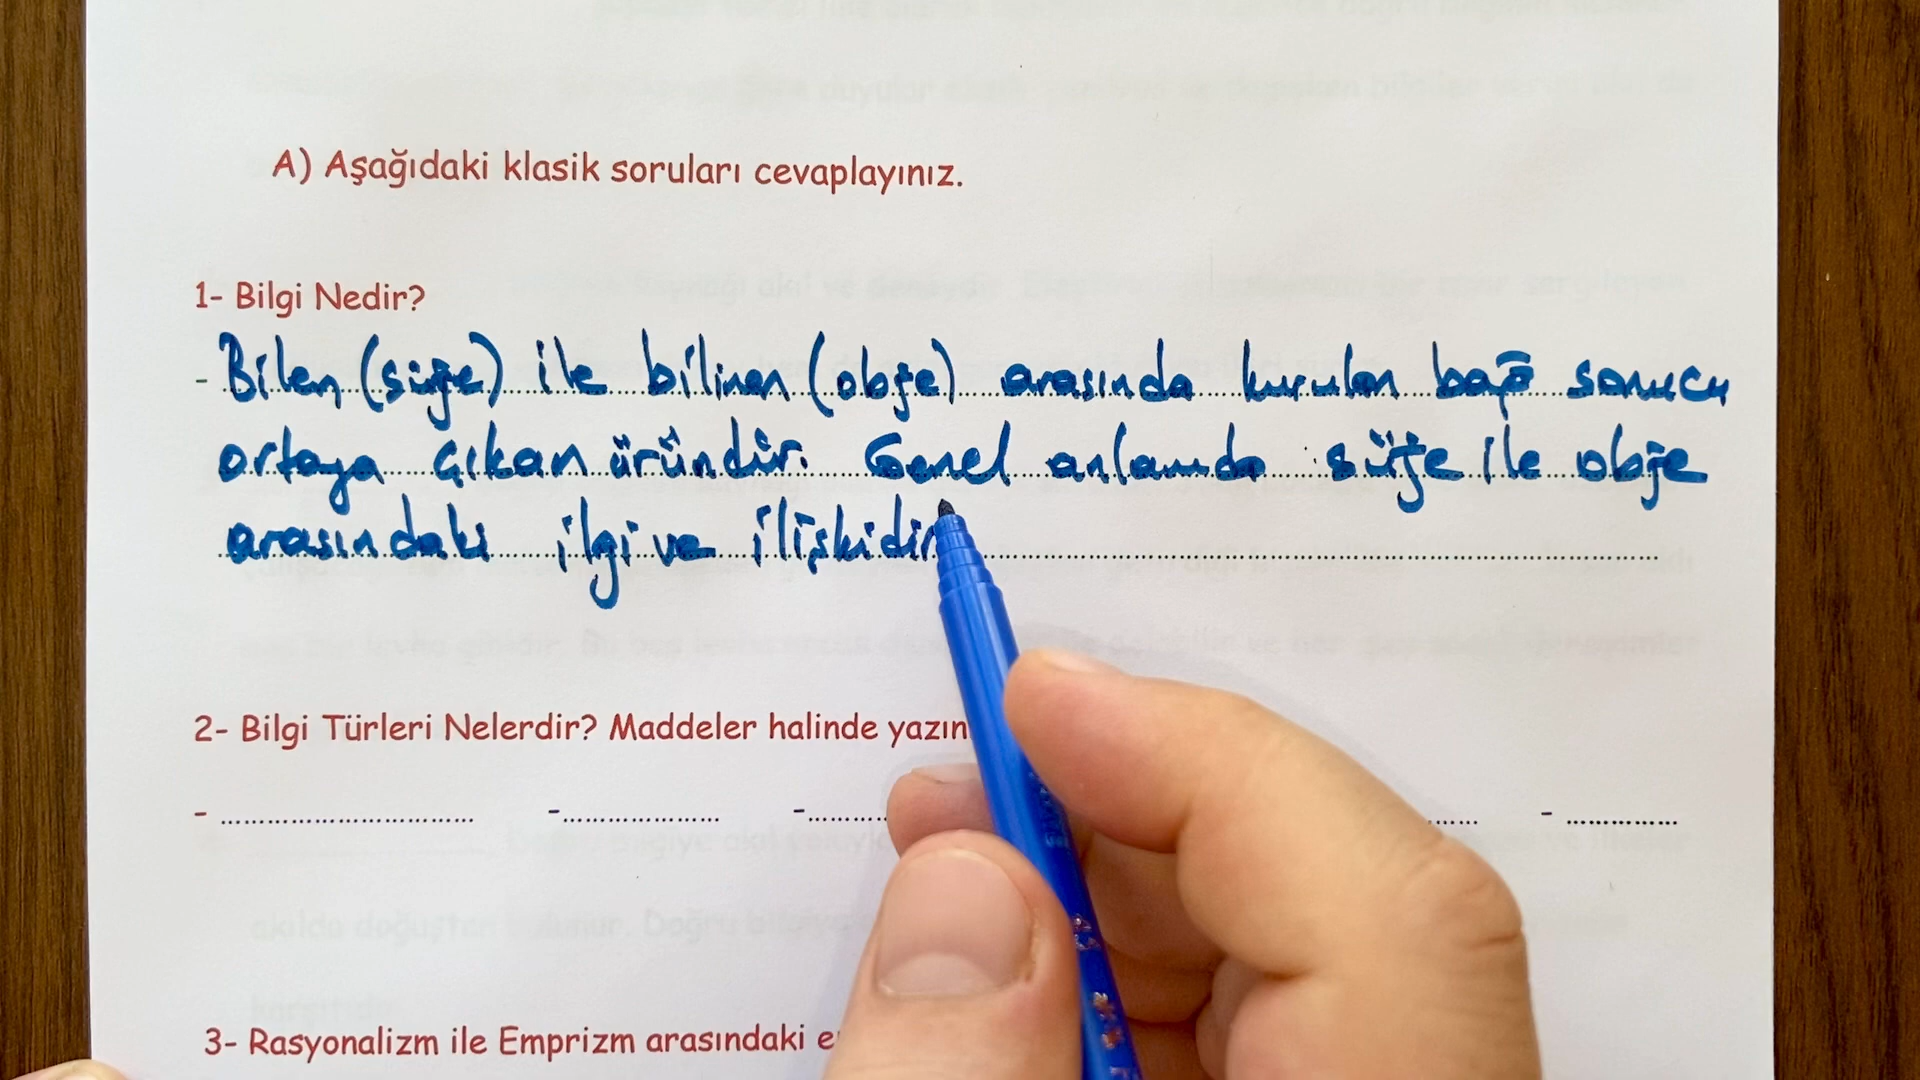 A) Aşağıdaki klasik soruları cevaplayınız.
1- Bilgi Nedir?
- Bilen (süje) ile bilinen (obje) arasında kurulan bağ sonucu
ortaya çıkan üründür. Genel anlamda süje ile obje
arasındaki ilgi ve ilişkidir
2- Bilgi Türleri Nelerdir? Maddeler halinde yazın
- ................................ -.................... -.......... ...... - ..............
3- Rasyonalizm ile Emprizm arasındaki